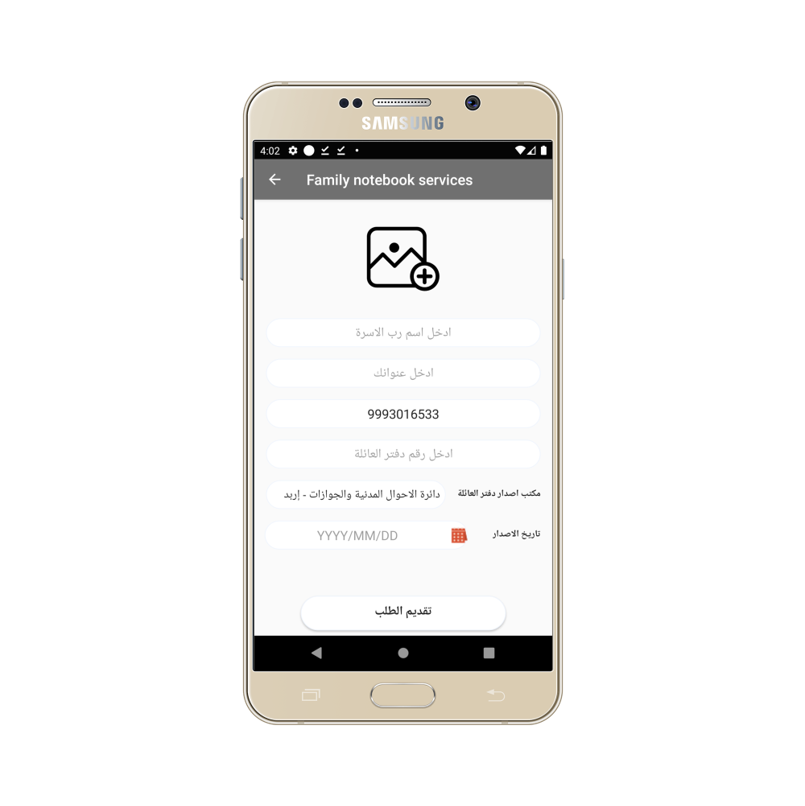 SAMSUNG
4:02
Family notebook services
ادخل اسم رب الاسرة
ادخل عنوانك
9993016533
ادخل رقم دفتر العائلة
مكتب اصدار دفتر العائلة دائرة الاحوال المدنية والجوازات - إربد
تاريخ الاصدار YYYY/MM/DD
تقديم الطلب